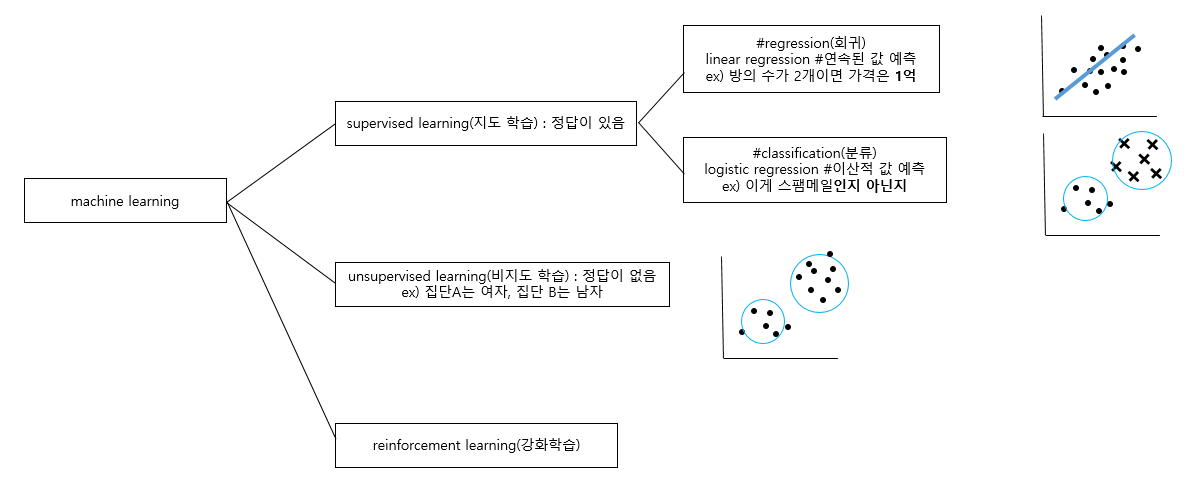 #regression(회귀)
linear regression #연속된 값 예측
ex) 방의 수가 2개이면 가격은 1억
supervised learning(지도 학습) : 정답이 있음
#classification(분류)
logistic regression #이산적 값 예측
ex) 이게 스팸메일인지 아닌지
machine learning
unsupervised learning(비지도 학습) : 정답이 없음
ex) 집단A는 여자, 집단 B는 남자
reinforcement learning(강화학습)